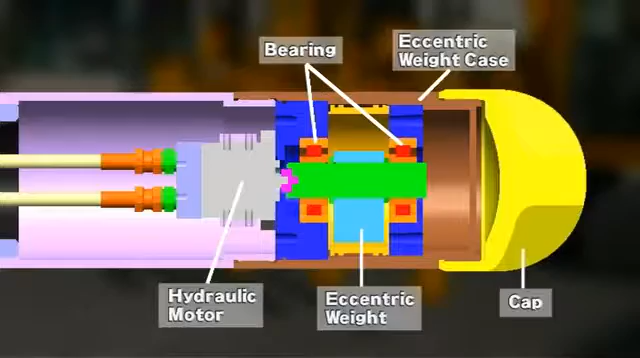 Bearing
Eccentric
Weight Case
Hydraulic
Motor
Eccentric
Weight
Cap